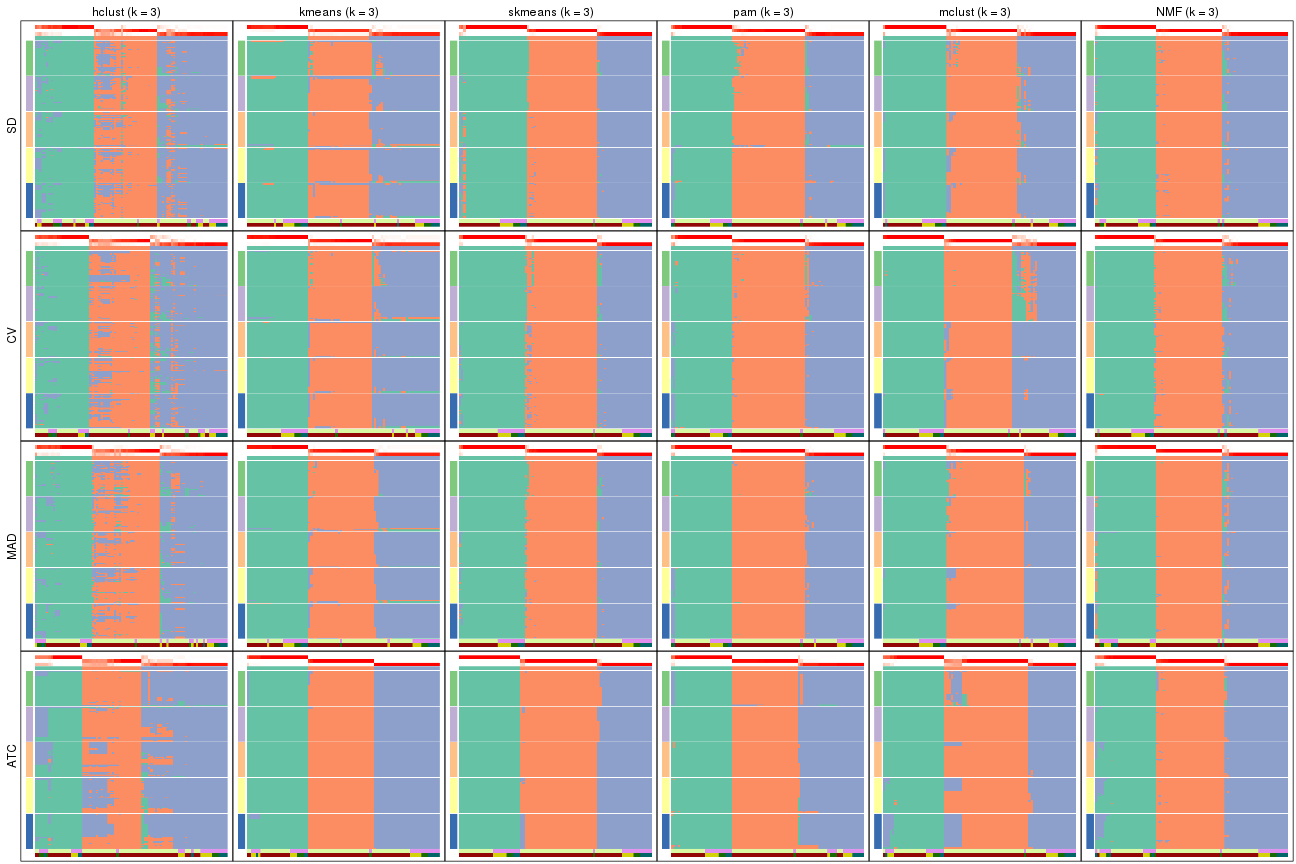 hclust (k = 3) kmeans (k = 3) skmeans (k = 3) pam (k = 3) mclust (k = 3) NMF (k = 3)
SD
CV
MAD
ATC